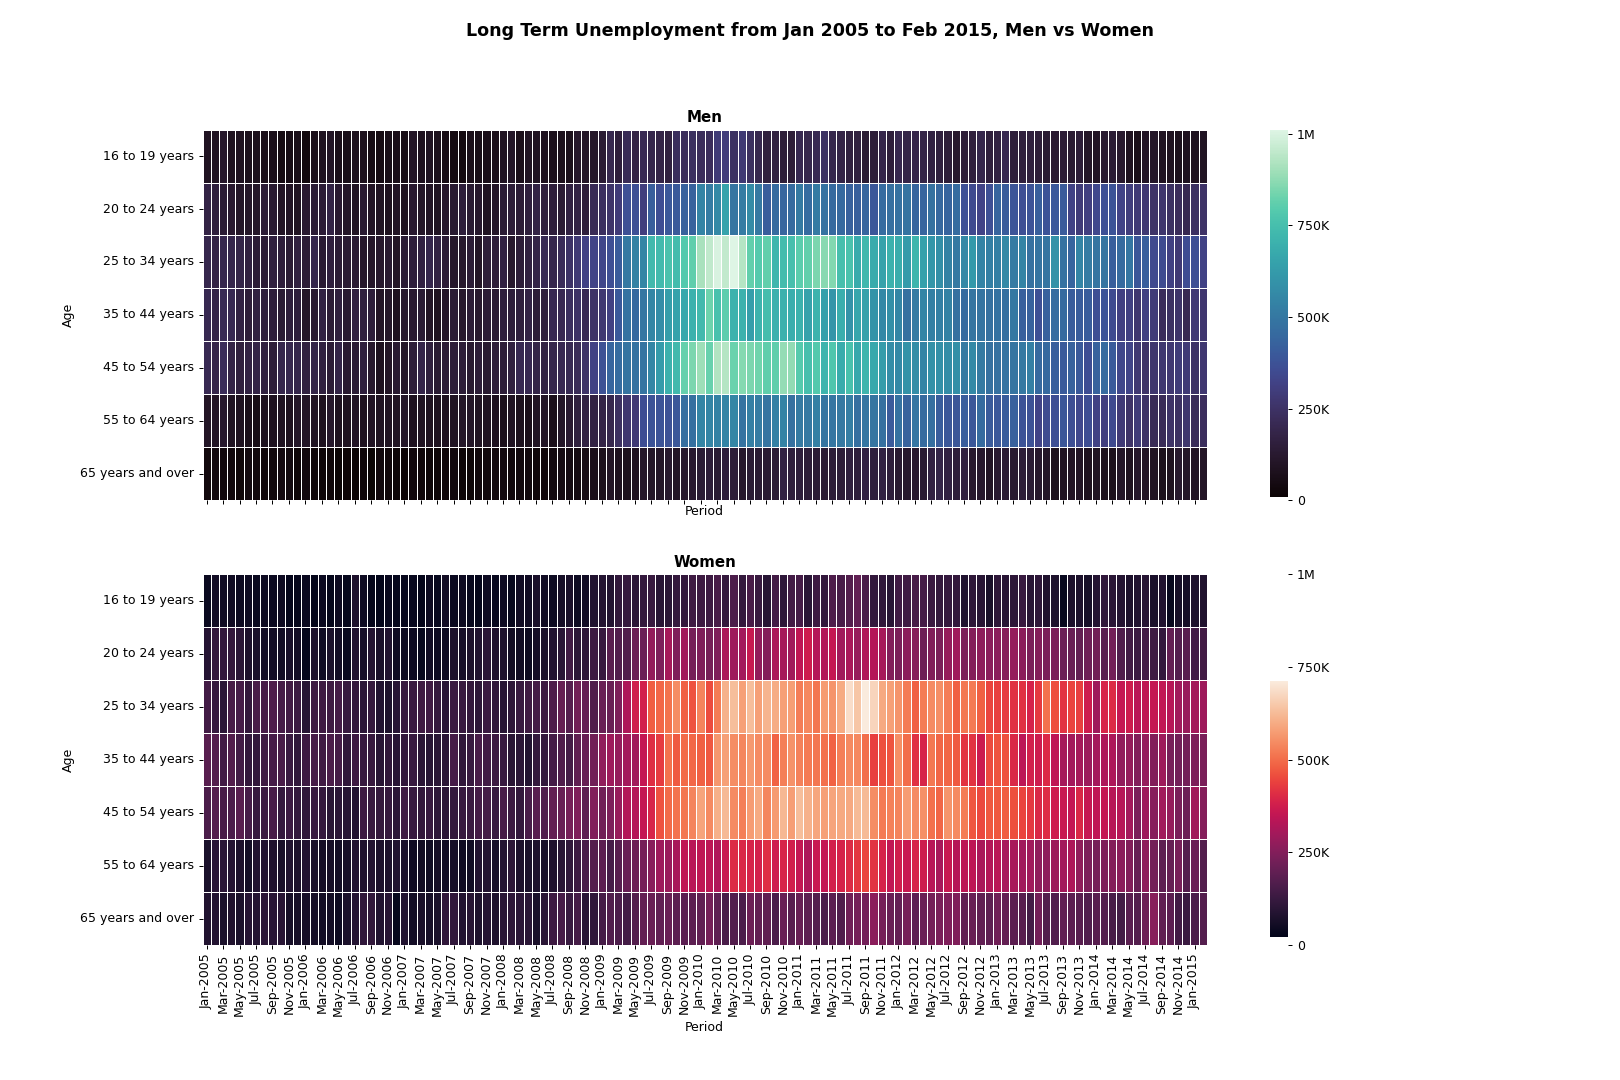 Long Term Unemployment from Jan 2005 to Feb 2015, Men vs Women
Men
16 to 19 years
20 to 24 years
25 to 34 years
35 to 44 years
45 to 54 years
55 to 64 years
65 years and over
Age
Period
1M
750K
500K
250K
0
Women
16 to 19 years
20 to 24 years
25 to 34 years
35 to 44 years
45 to 54 years
55 to 64 years
65 years and over
Age
1M
750K
500K
250K
0
Jan-2005
Mar-2005
May-2005
Jul-2005
Sep-2005
Nov-2005
Jan-2006
Mar-2006
May-2006
Jul-2006
Sep-2006
Nov-2006
Jan-2007
Mar-2007
May-2007
Jul-2007
Sep-2007
Nov-2007
Jan-2008
Mar-2008
May-2008
Jul-2008
Sep-2008
Nov-2008
Jan-2009
Mar-2009
May-2009
Jul-2009
Sep-2009
Nov-2009
Jan-2010
Mar-2010
May-2010
Jul-2010
Sep-2010
Nov-2010
Jan-2011
Mar-2011
May-2011
Jul-2011
Sep-2011
Nov-2011
Jan-2012
Mar-2012
May-2012
Jul-2012
Sep-2012
Nov-2012
Jan-2013
Mar-2013
May-2013
Jul-2013
Sep-2013
Nov-2013
Jan-2014
Mar-2014
May-2014
Jul-2014
Sep-2014
Nov-2014
Jan-2015
Period